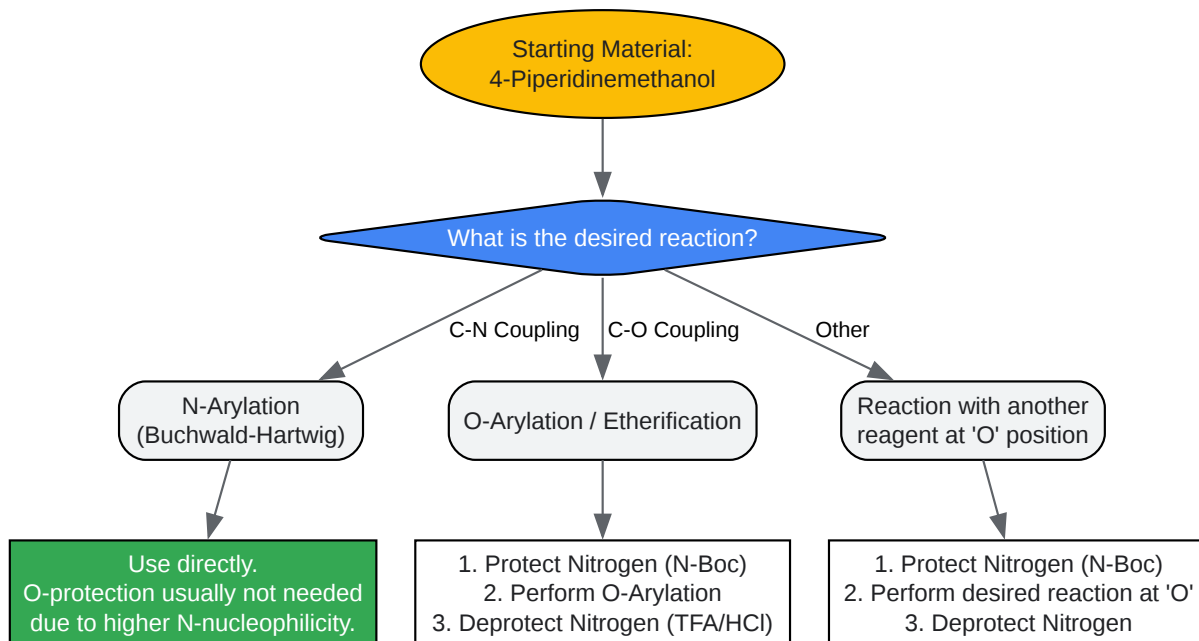 Starting Material:
4-Piperidinemethanol
What is the desired reaction?
C-N Coupling
C-O Coupling
Other
N-Arylation
(Buchwald-Hartwig)
O-Arylation / Etherification
Reaction with another
reagent at 'O' position
Use directly.
O-protection usually not needed
due to higher N-nucleophilicity.
1. Protect Nitrogen (N-Boc)
2. Perform O-Arylation
3. Deprotect Nitrogen (TFA/HCl)
1. Protect Nitrogen (N-Boc)
2. Perform desired reaction at 'O'
3. Deprotect Nitrogen